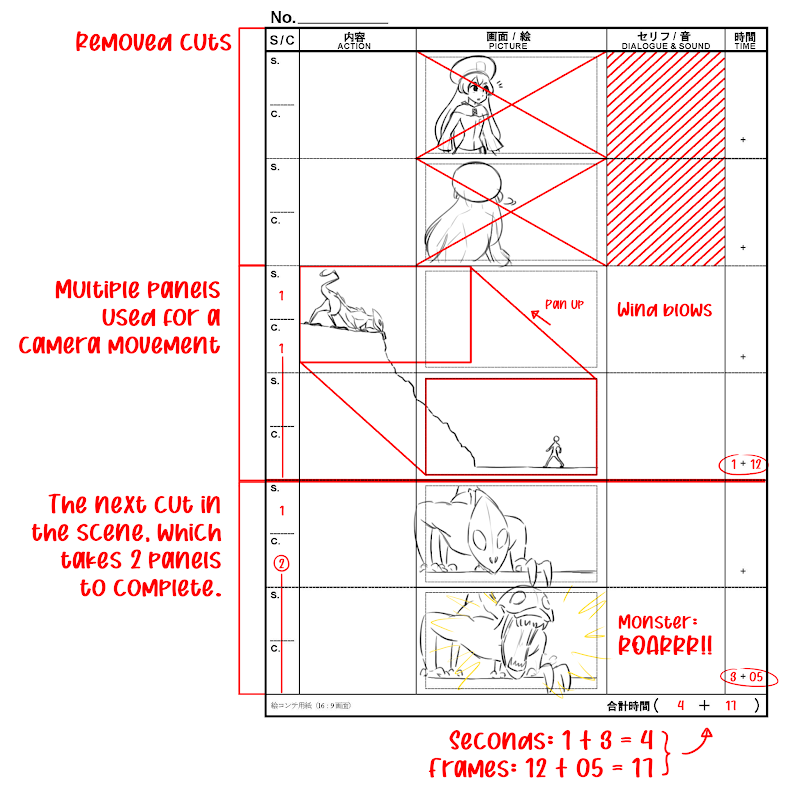 No.
Removed cuts
S/C
内容
ACTION
画面 / 絵
PICTURE
セリフ / 音
DIALOGUE & SOUND
時間
TIME
S.
C.
+
S.
C.
+
Multiple panels
used for a
camera movement
S.
1
C.
1
Pan up
Wind blows
+
S.
C.
1 + 12
The next cut in
the scene. Which
takes 2 panels
to complete.
S.
1
C.
2
+
S.
C.
Monster:
ROARRR!!
3 + 05
絵コンテ用紙 (16 : 9 画面)
合計時間 ( 4 + 17 )
Seconds: 1 + 3 = 4
Frames: 12 + 05 = 17